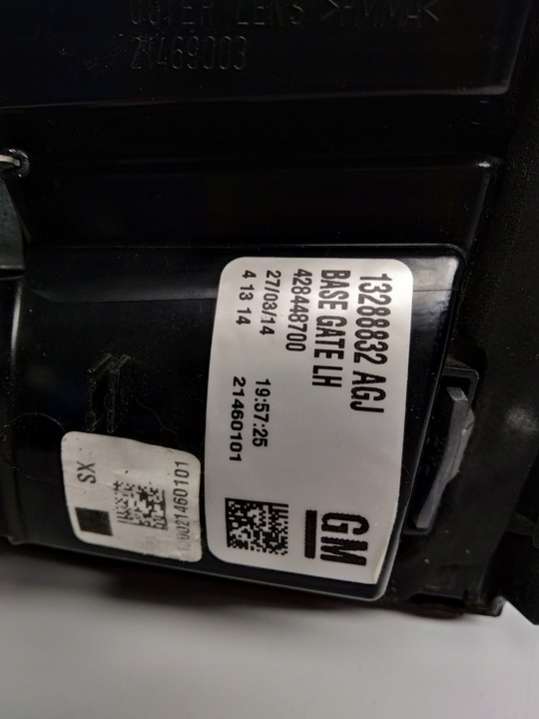 21469003
13288832 AGJ
BASE GATE LH
428448700
27/03/14 19:57:25
4 13 14 21460101
GM
SX